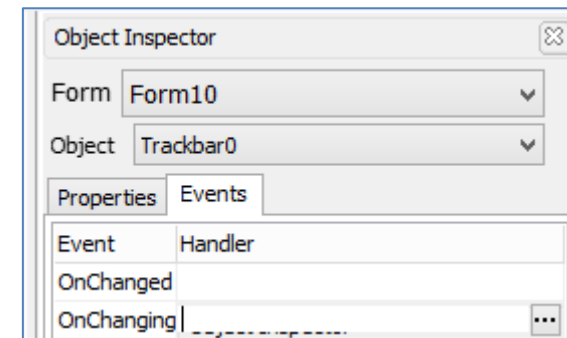 Object Inspector
Form Form10
Object Trackbar0
Properties Events
Event Handler
OnChanged
OnChanging ...